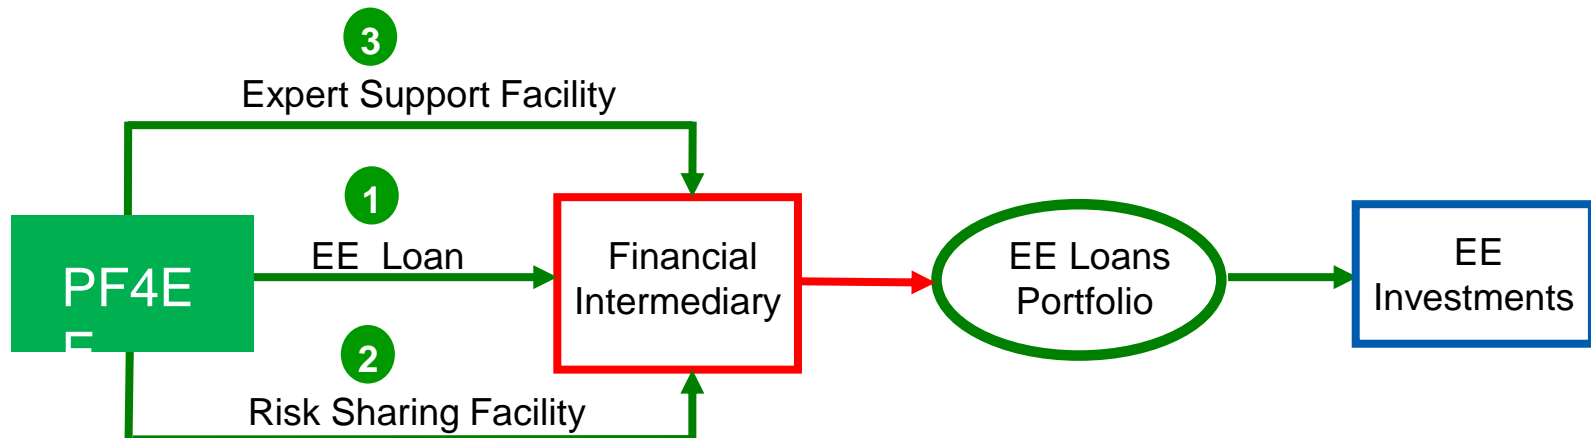 3
Expert Support Facility
1
EE Loan
PF4E
E
Financial
Intermediary
EE Loans
Portfolio
EE
Investments
2
Risk Sharing Facility